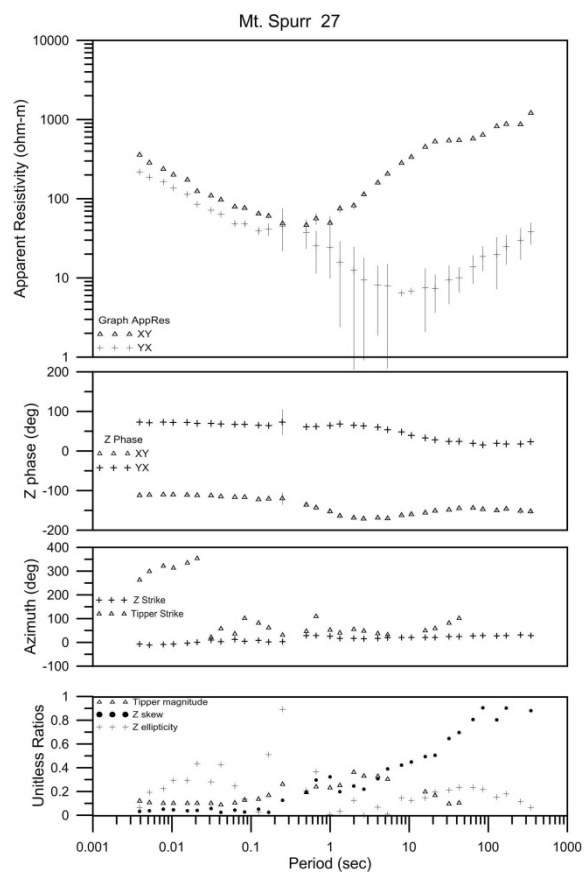 Mt. Spurr 27
10000
1000
100
10
1
Apparent Resistivity (ohm-m)
Graph AppRes
XY
YX
200
100
0
-100
-200
Z phase (deg)
Z Phase
XY
YX
400
300
200
100
0
-100
Azimuth (deg)
Z Strike
Tipper Strike
1
0.8
0.6
0.4
0.2
0
Unitless Ratios
Tipper magnitude
Z skew
Z ellipticity
0.001 0.01 0.1 1 10 100 1000
Period (sec)